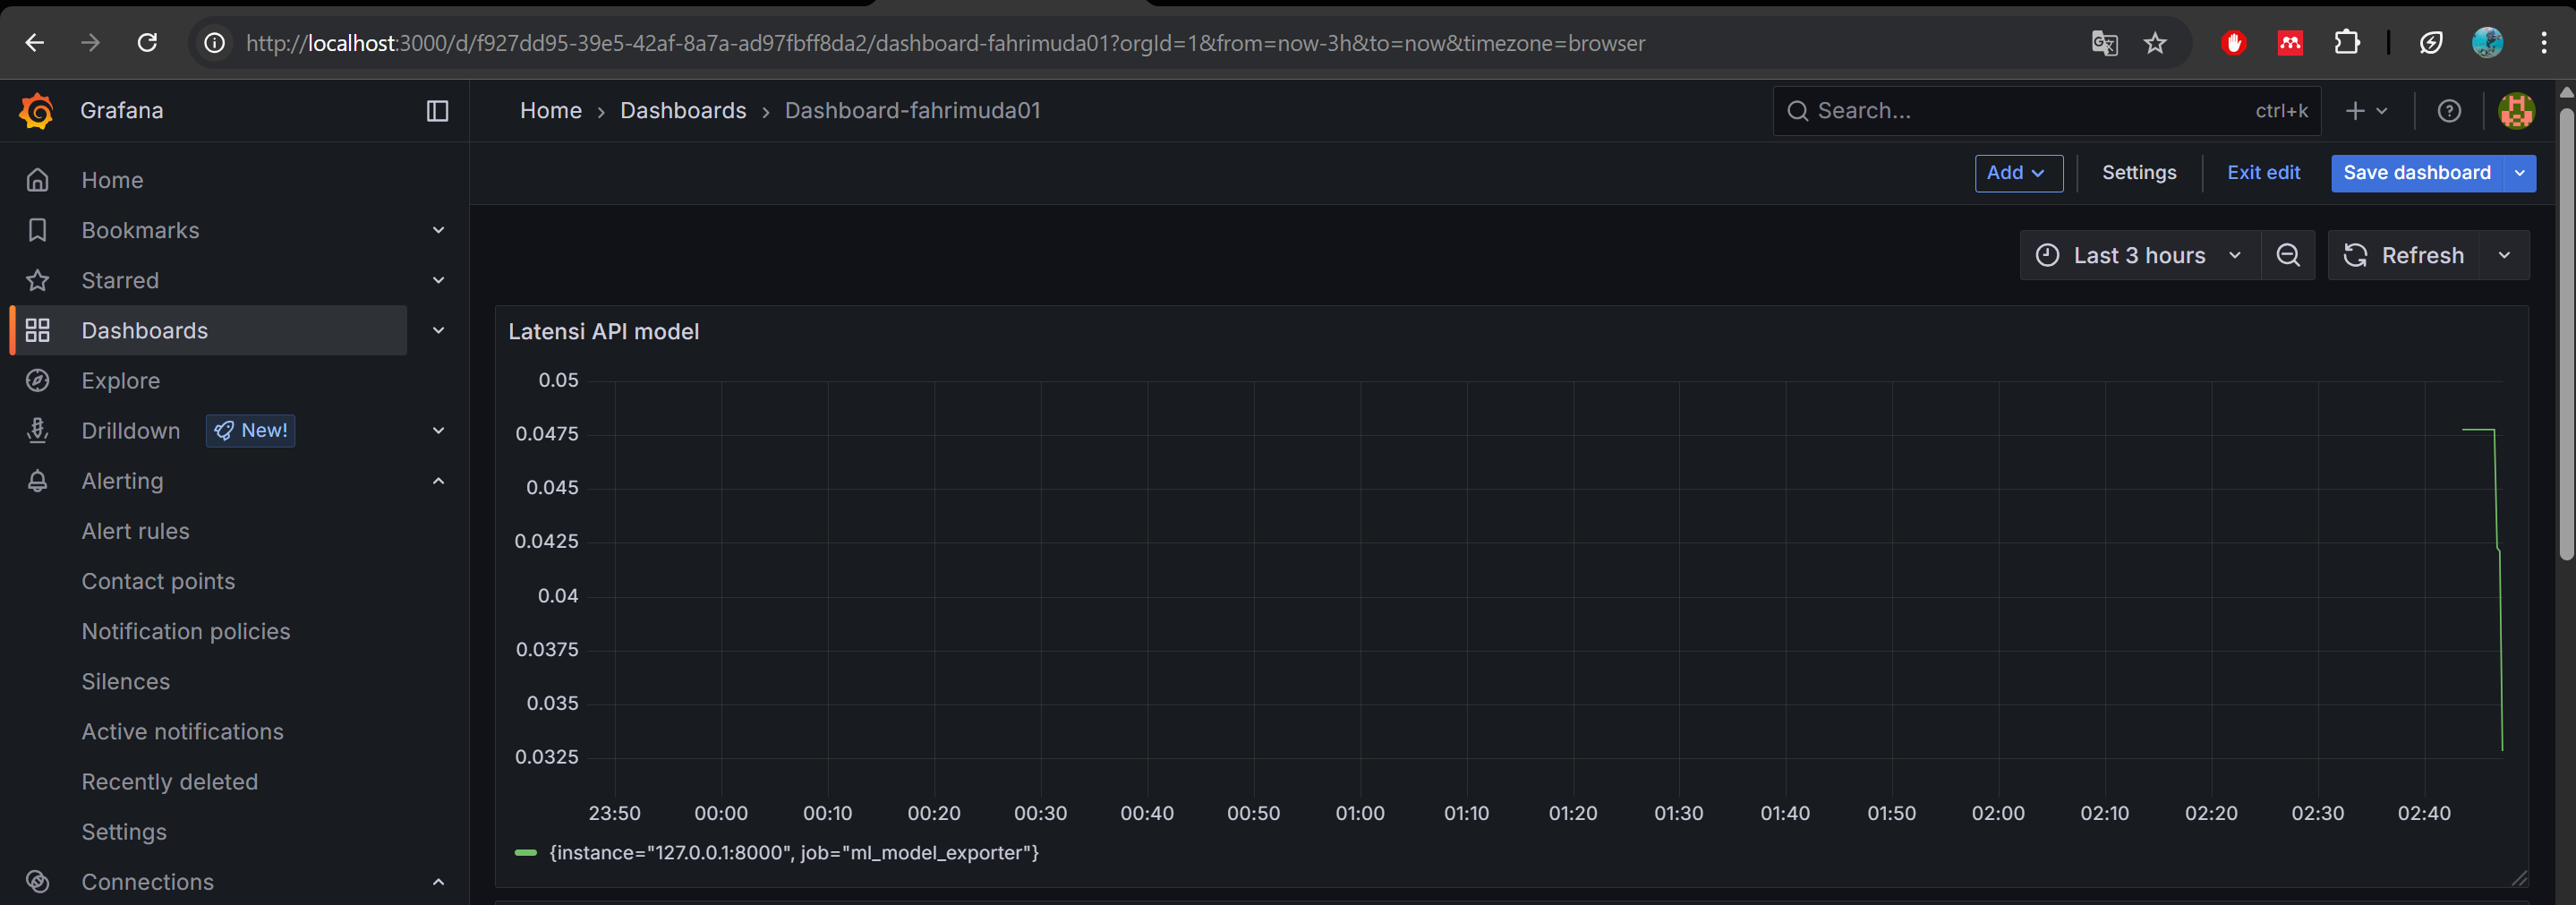 http://localhost:3000/d/f927dd95-39e5-42af-8a7a-ad97fbff8da2/dashboard-fahrimuda01?orgId=1&from=now-3h&to=now&timezone=browser
Grafana
Home › Dashboards › Dashboard-fahrimuda01
Search... ctrl+k
Add
Settings
Exit edit
Save dashboard
Home
Bookmarks
Starred
Dashboards
Explore
Drilldown New!
Alerting
Alert rules
Contact points
Notification policies
Silences
Active notifications
Recently deleted
Settings
Connections
Last 3 hours
Refresh
Latensi API model
0.05
0.0475
0.045
0.0425
0.04
0.0375
0.035
0.0325
23:50 00:00 00:10 00:20 00:30 00:40 00:50 01:00 01:10 01:20 01:30 01:40 01:50 02:00 02:10 02:20 02:30 02:40
{instance="127.0.0.1:8000", job="ml_model_exporter"}